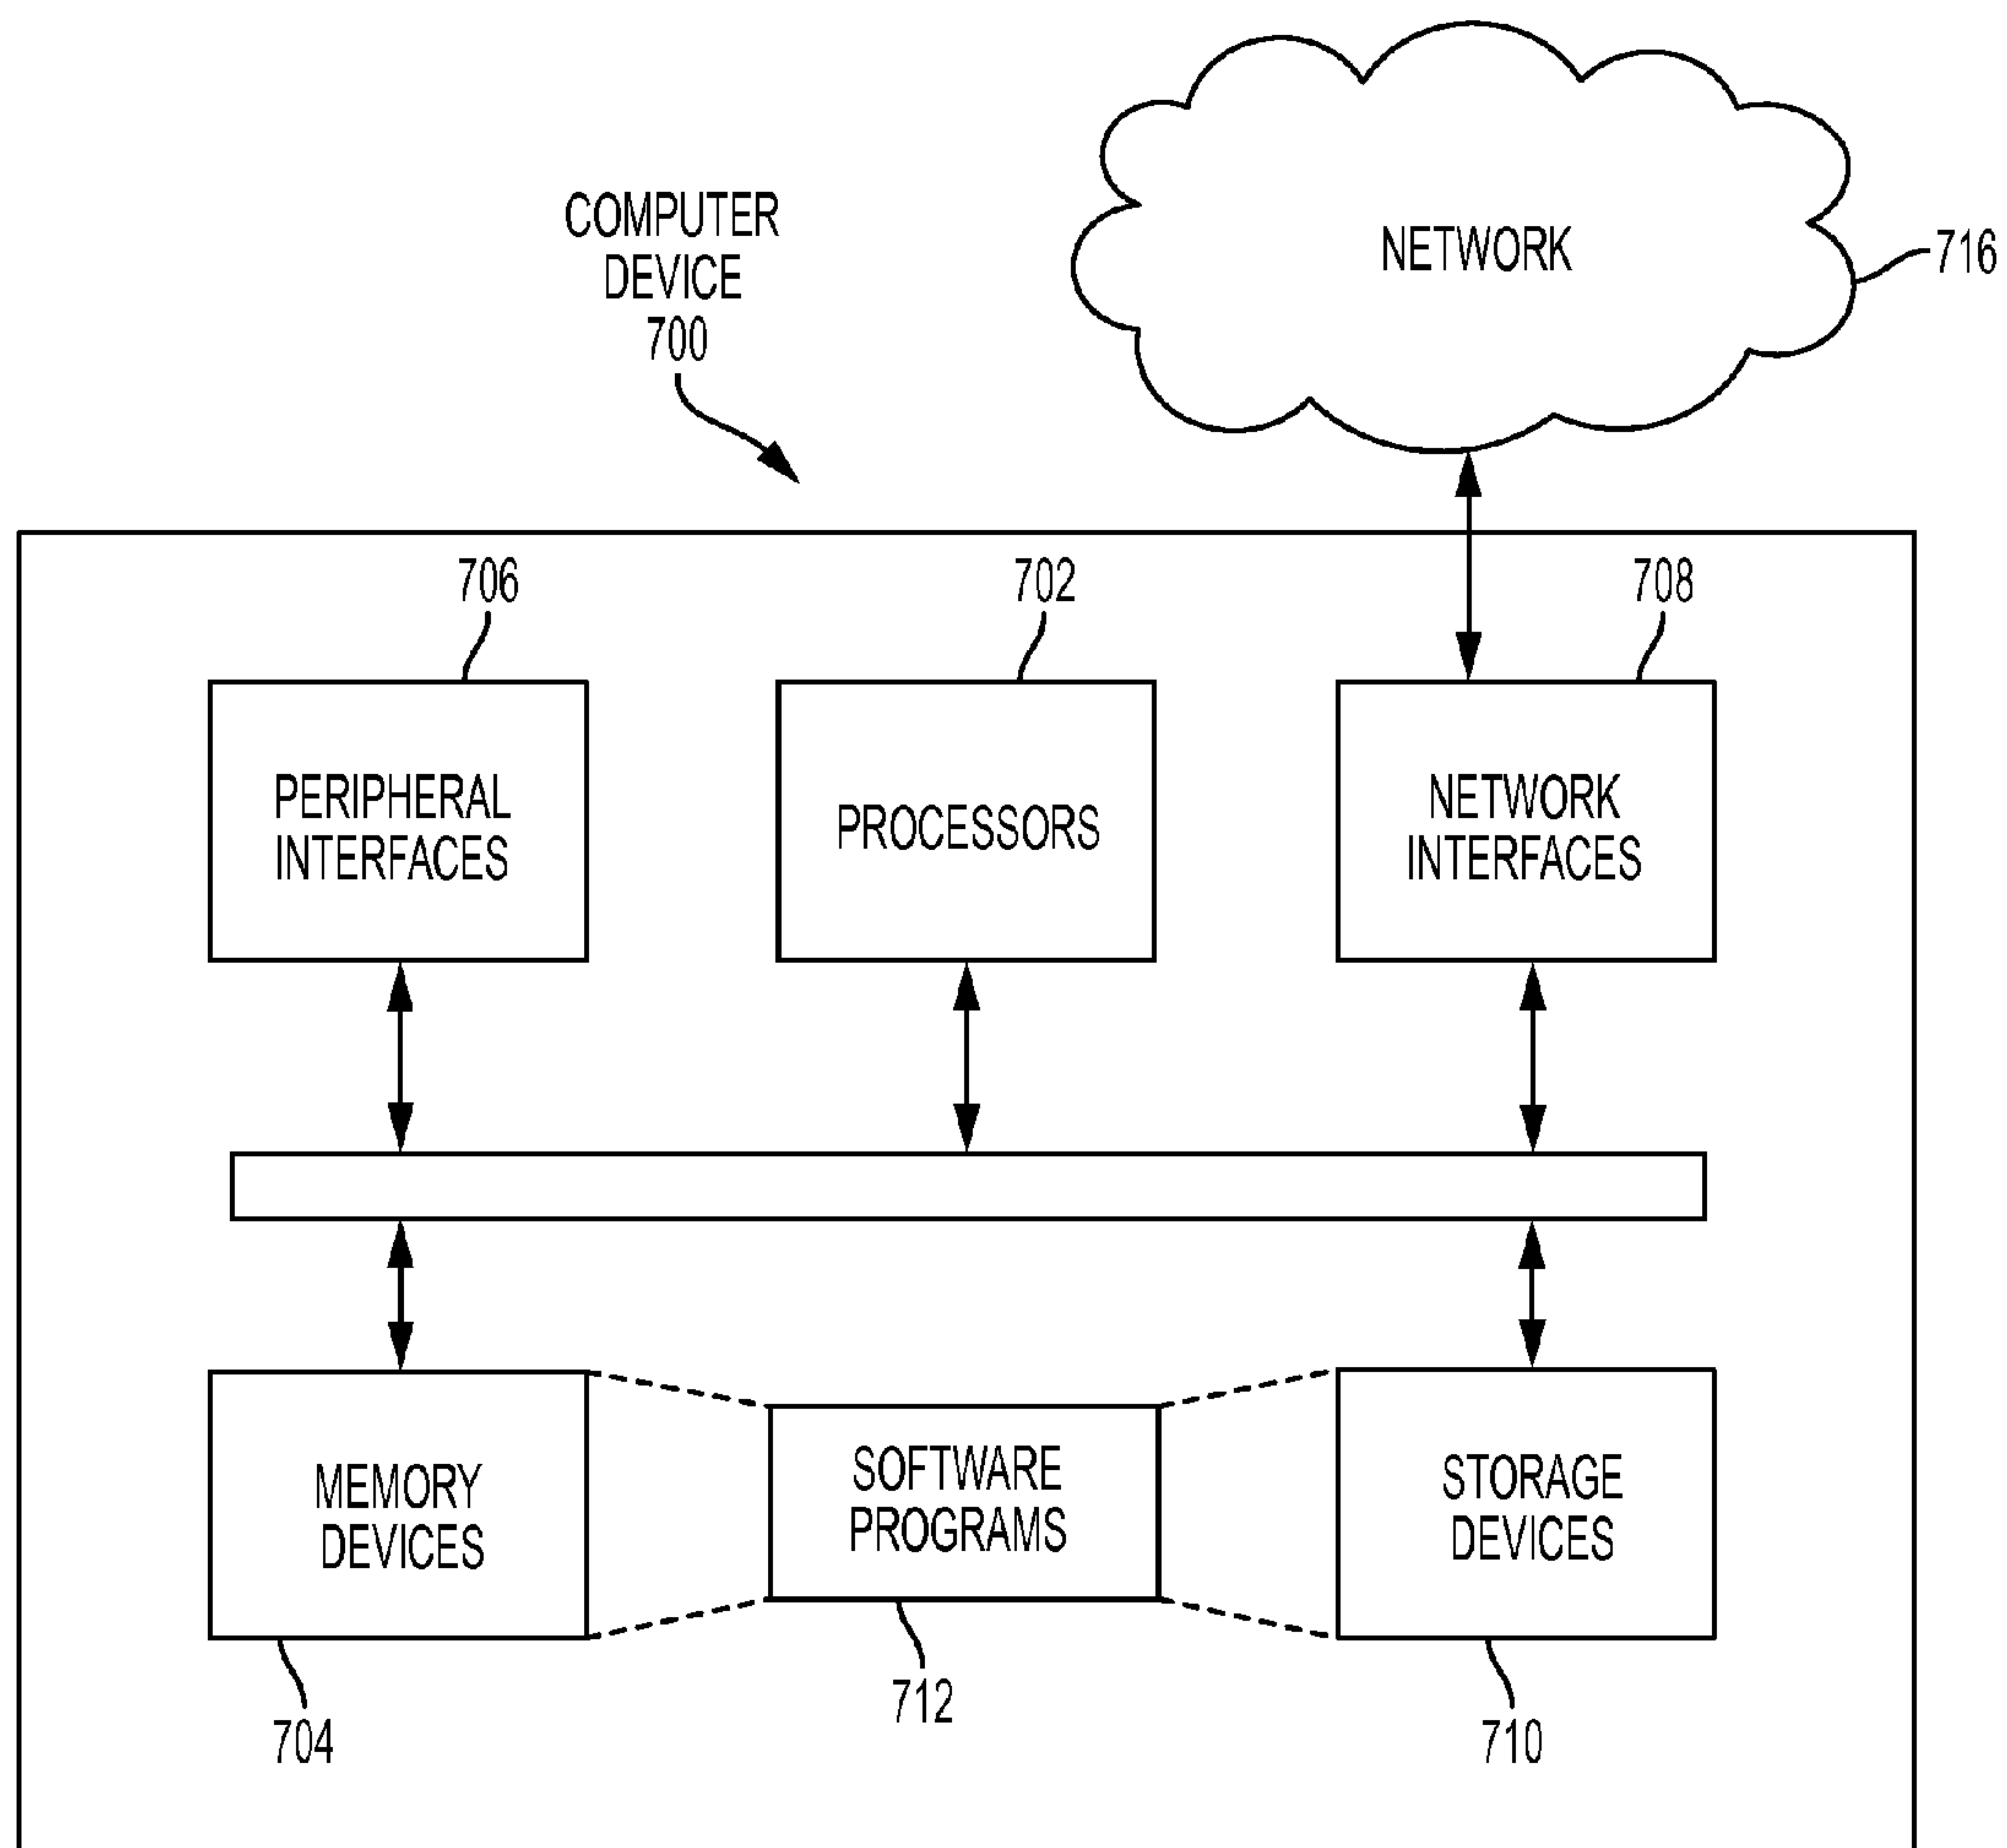 COMPUTER
DEVICE
700
NETWORK
716
706
702
708
PERIPHERAL
INTERFACES
PROCESSORS
NETWORK
INTERFACES
MEMORY
DEVICES
SOFTWARE
PROGRAMS
STORAGE
DEVICES
704
712
710